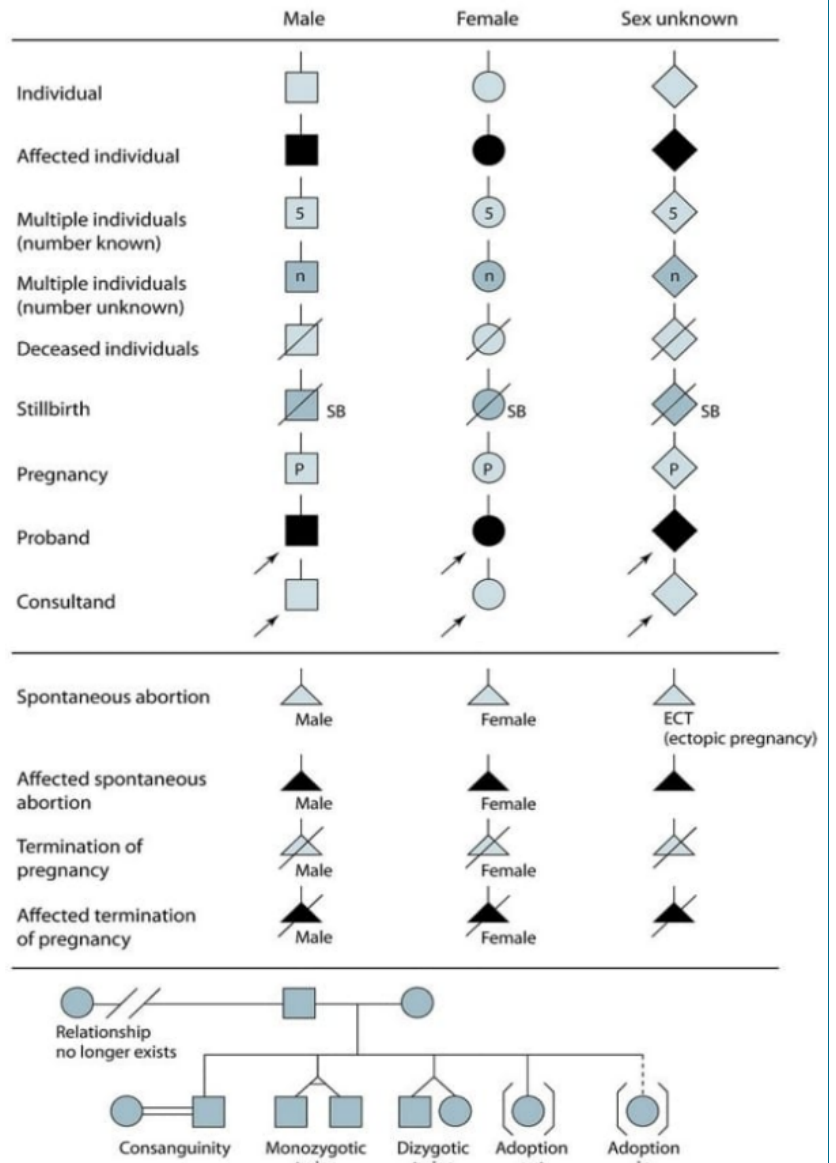 Male Female Sex unknown
Individual
Affected individual
Multiple individuals
(number known)
5 5 5
Multiple individuals
(number unknown)
n n n
Deceased individuals
Stillbirth SB SB SB
Pregnancy P P P
Proband
Consultand
Spontaneous abortion
Male Female ECT
(ectopic pregnancy)
Affected spontaneous
abortion
Male Female
Termination of
pregnancy
Male Female
Affected termination
of pregnancy
Male Female
Relationship
no longer exists
Consanguinity Monozygotic Dizygotic Adoption Adoption